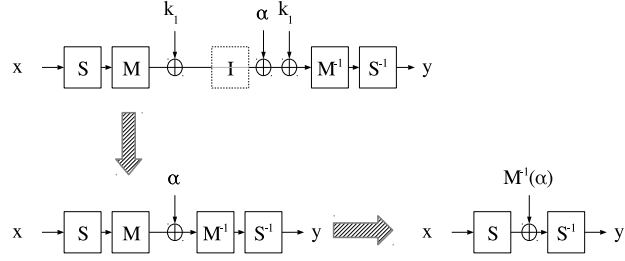 k₁ α k₁
x S M I M⁻¹ S⁻¹ y
α M⁻¹(α)
x S M M⁻¹ S⁻¹ y x S S⁻¹ y